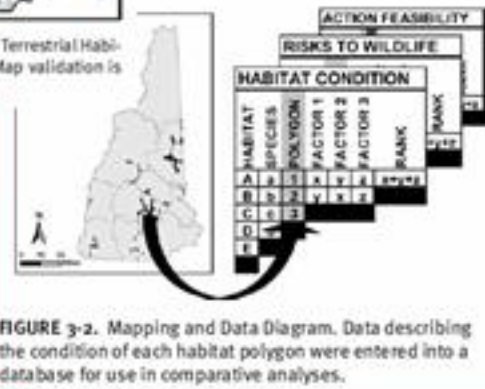 Terrestrial Habi-
Map validation is
ACTION FEASIBILITY
RISKS TO WILDLIFE
HABITAT CONDITION
HABITAT
SPECIES
POLYGON
FACTOR 1
FACTOR 2
FACTOR 3
RANK
RANK
A a 1 x y z x+y+z
B b 2 y x z
C c 3
D
E
N
FIGURE 3-2. Mapping and Data Diagram. Data describing
the condition of each habitat polygon were entered into a
database for use in comparative analyses.